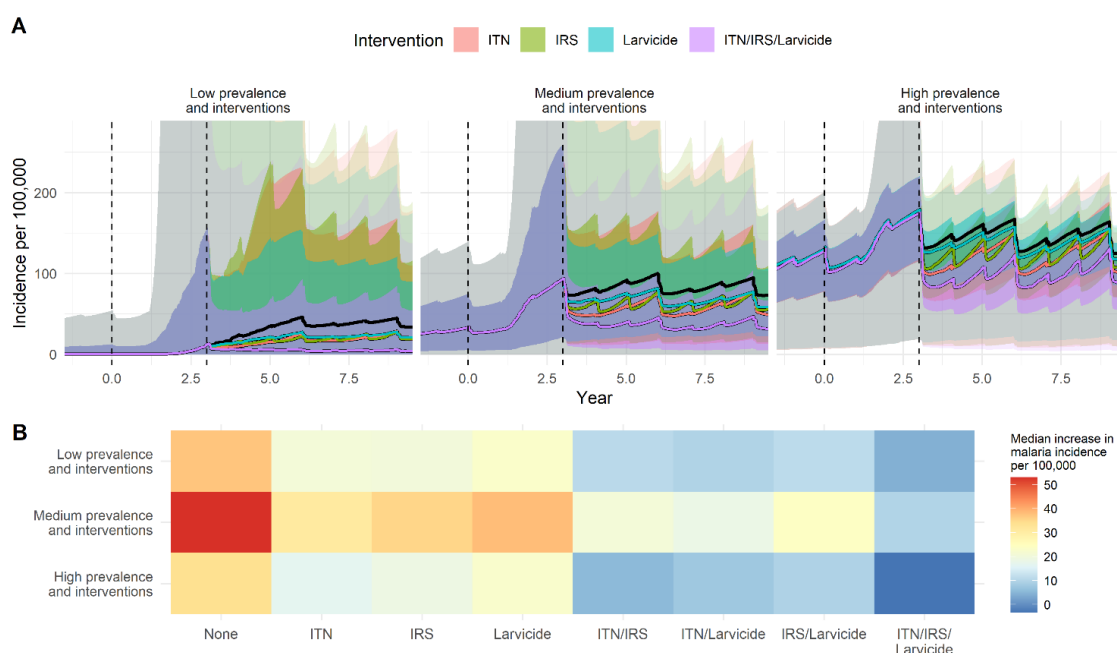 A
Intervention ITN IRS Larvicide ITN/IRS/Larvicide
Low prevalence
and interventions
Medium prevalence
and interventions
High prevalence
and interventions
Incidence per 100,000
200
100
0
0.0 2.5 5.0 7.5 0.0 2.5 5.0 7.5 0.0 2.5 5.0 7.5
Year
B
Low prevalence
and interventions
Medium prevalence
and interventions
High prevalence
and interventions
None ITN IRS Larvicide ITN/IRS ITN/Larvicide IRS/Larvicide ITN/IRS/
Larvicide
Median increase in
malaria incidence
per 100,000
50
40
30
20
10
0